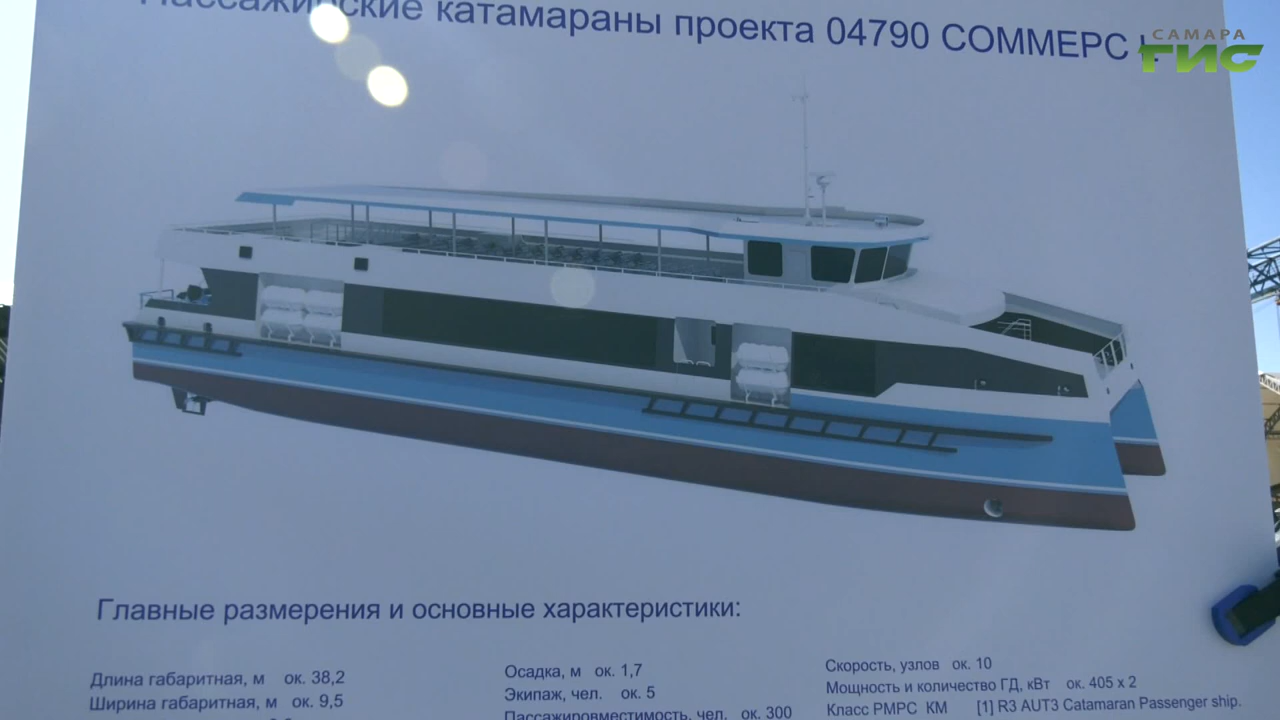 Пассажирские катамараны проекта 04790 СОММЕРС
САМАРА
ГИС
Главные размерения и основные характеристики:
Длина габаритная, м ок. 38,2
Ширина габаритная, м ок. 9,5
Осадка, м ок. 1,7
Экипаж, чел. ок. 5
Пассажировместимость, чел. ок. 300
Скорость, узлов ок. 10
Мощность и количество ГД, кВт ок. 405 x 2
Класс РМРС КМ [1] R3 AUT3 Catamaran Passenger ship.